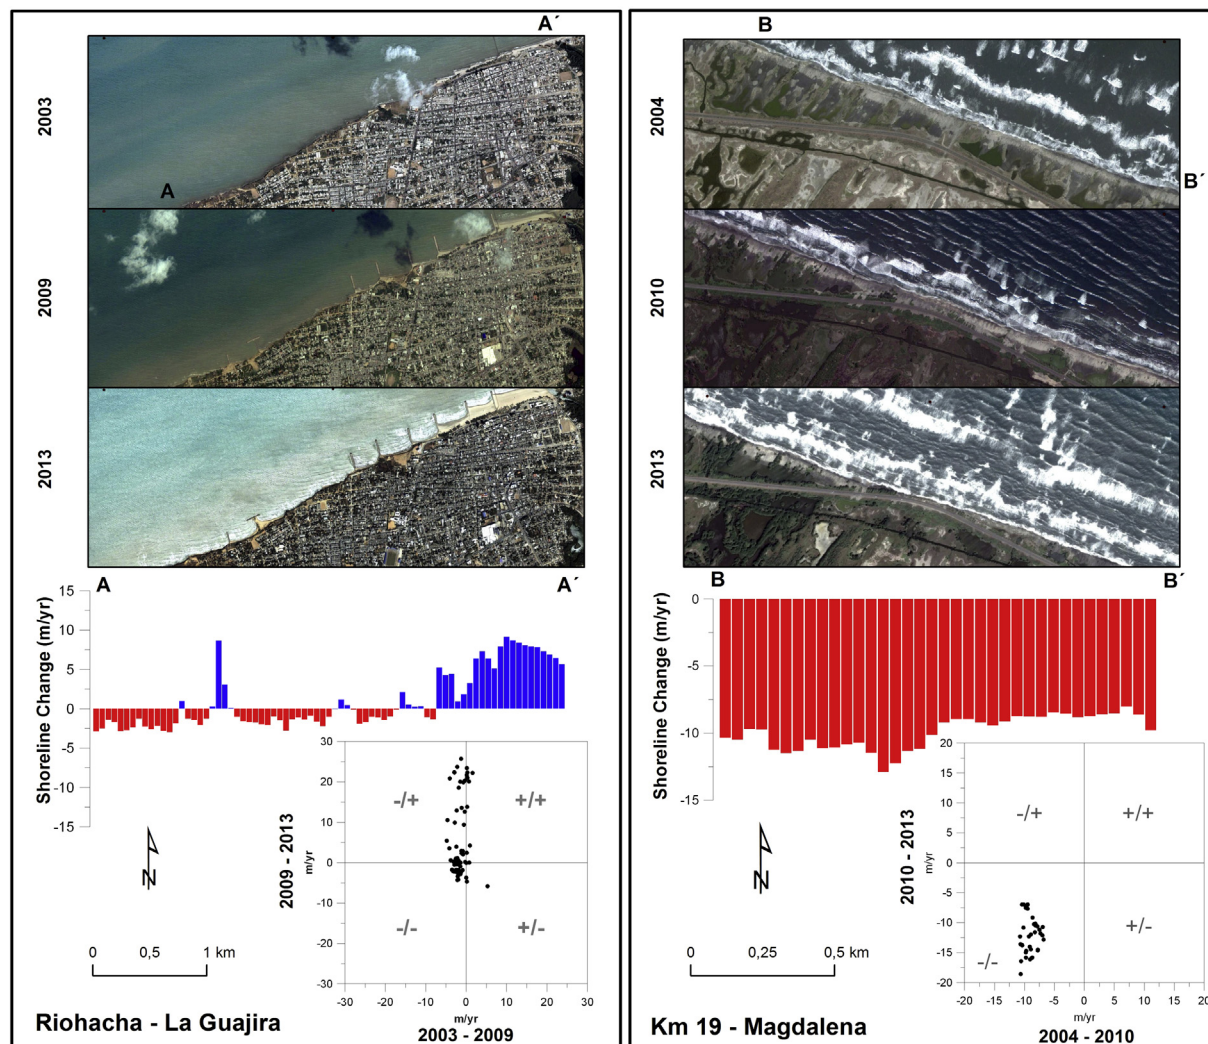 A´
2003
A
2009
2013
A
A´
Shoreline Change (m/yr)
15
10
5
0
-5
-10
-15
N
0
0,5
1 km
2009 - 2013
m/yr
30
20
10
0
-10
-20
-30
-/+
+/+
-/-
+/-
-30
-20
-10
0
10
20
30
m/yr
2003 - 2009
Riohacha - La Guajira
B
2004
B´
2010
2013
B
B´
Shoreline Change (m/yr)
0
-5
-10
-15
N
0
0,25
0,5 km
2010 - 2013
m/yr
20
15
10
5
0
-5
-10
-15
-20
-/+
+/+
-/-
+/-
-20
-15
-10
-5
0
5
10
15
20
m/yr
2004 - 2010
Km 19 - Magdalena